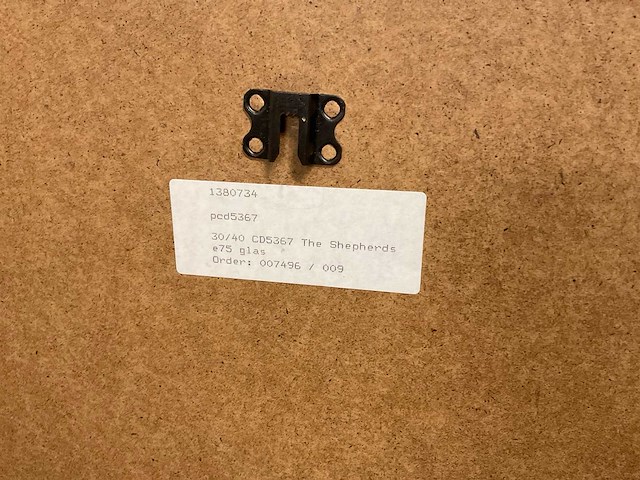 1380734
pcd5367
30/40 CD5367 The Shepherds
e75 glas
Order: 007496 / 009